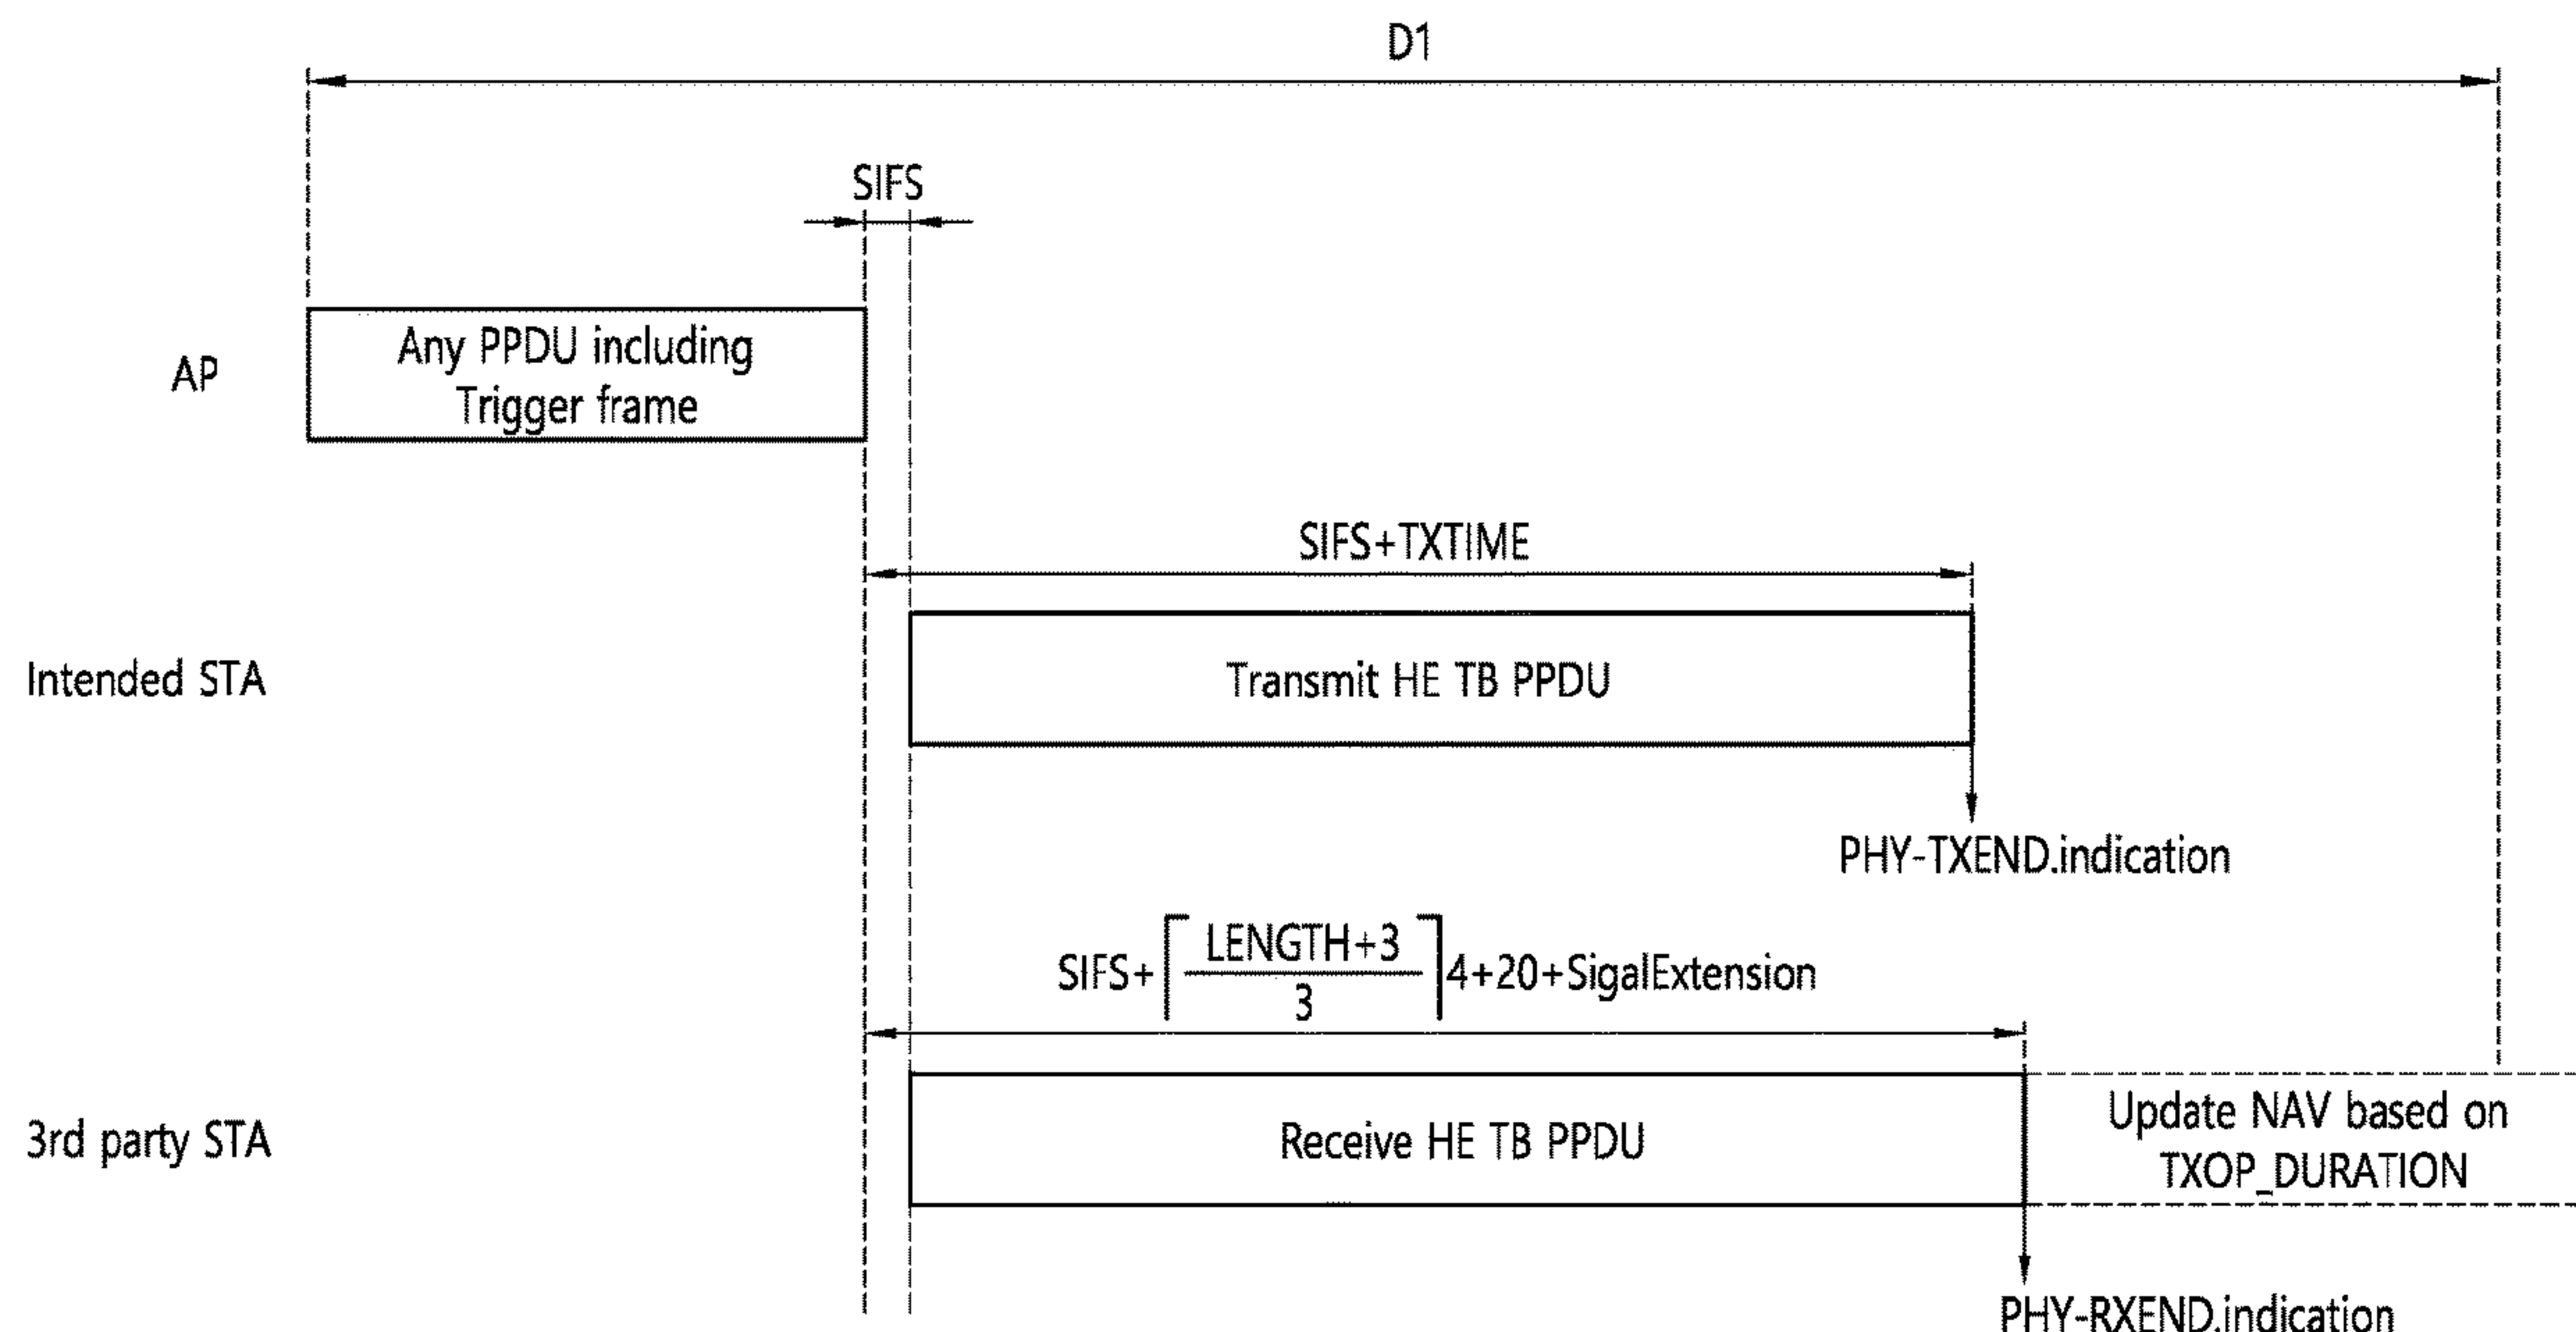 D1
SIFS
AP
Any PPDU including
Trigger frame
SIFS+TXTIME
Intended STA
Transmit HE TB PPDU
PHY-TXEND.indication
SIFS+⌈(LENGTH+3)/3⌉4+20+SigalExtension
3rd party STA
Receive HE TB PPDU
Update NAV based on
TXOP_DURATION
PHY-RXEND.indication